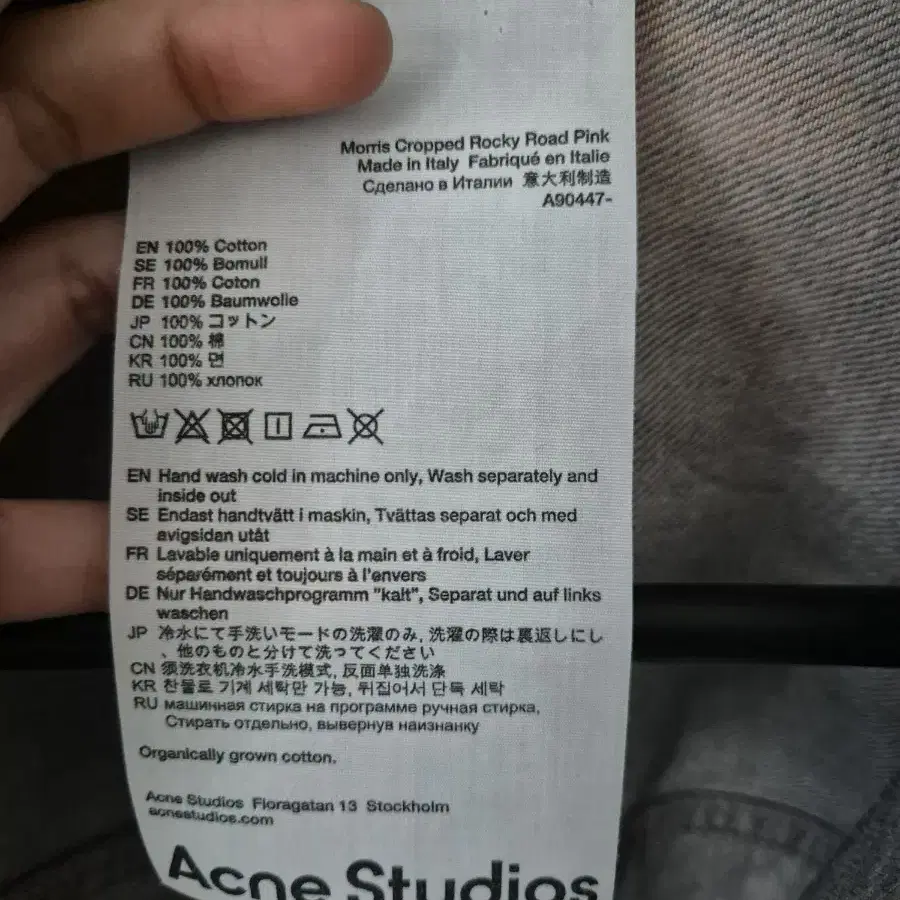 Morris Cropped Rocky Road Pink
Made in Italy Fabriqué en Italie
Сделано в Италии 意大利制造
A90447-
EN 100% Cotton
SE 100% Bomull
FR 100% Coton
DE 100% Baumwolle
JP 100% コットン
CN 100% 棉
KR 100% 면
RU 100% хлопок
EN Hand wash cold in machine only, Wash separately and
inside out
SE Endast handtvätt i maskin, Tvättas separat och med
avigsidan utåt
FR Lavable uniquement à la main et à froid, Laver
séparément et toujours à l'envers
DE Nur Handwaschprogramm "kalt", Separat und auf links
waschen
JP 冷水にて手洗いモードの洗濯のみ, 洗濯の際は裏返しにし
、他のものと分けて洗ってください
CN 须洗衣机冷水手洗模式, 反面单独洗涤
KR 찬물로 기계 세탁만 가능, 뒤집어서 단독 세탁
RU машинная стирка на программе ручная стирка,
Стирать отдельно, вывернув наизнанку
Organically grown cotton.
Acne Studios Floragatan 13 Stockholm
acnestudios.com
Acne Studios